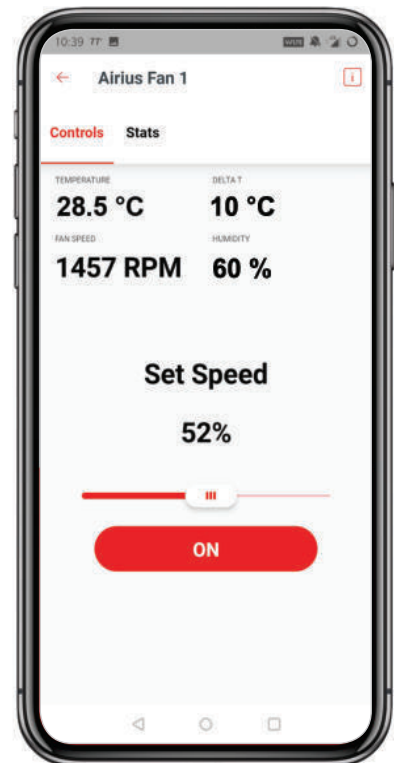 10:39 77°
Airius Fan 1
Controls Stats
TEMPERATURE DELTA T
28.5 °C 10 °C
FAN SPEED HUMIDITY
1457 RPM 60 %
Set Speed
52%
ON